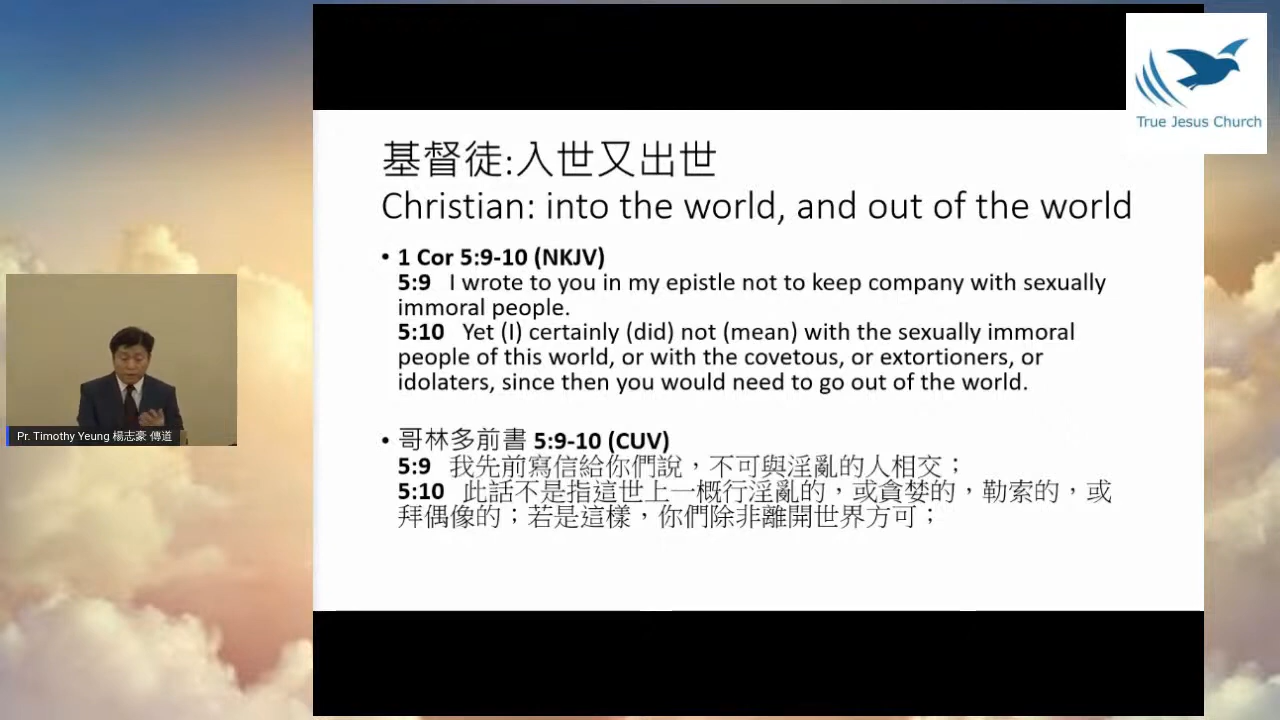 True Jesus Church
基督徒:入世又出世
Christian: into the world, and out of the world
• 1 Cor 5:9-10 (NKJV)
5:9 I wrote to you in my epistle not to keep company with sexually
immoral people.
5:10 Yet (I) certainly (did) not (mean) with the sexually immoral
people of this world, or with the covetous, or extortioners, or
idolaters, since then you would need to go out of the world.
• 哥林多前書 5:9-10 (CUV)
5:9 我先前寫信給你們說，不可與淫亂的人相交；
5:10 此話不是指這世上一概行淫亂的，或貪婪的，勒索的，或
拜偶像的；若是這樣，你們除非離開世界方可；
Pr. Timothy Yeung 楊志豪 傳道